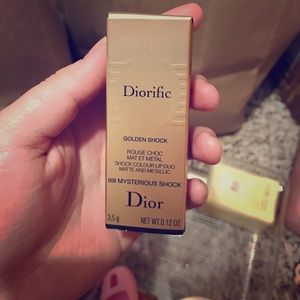 Diorific
GOLDEN SHOCK
ROUGE CHOC
MAT ET MÉTAL
SHOCK COLOUR LIP DUO
MATTE AND METALLIC
008 MYSTERIOUS SHOCK
Dior
3,5 g NET WT 0.12 OZ